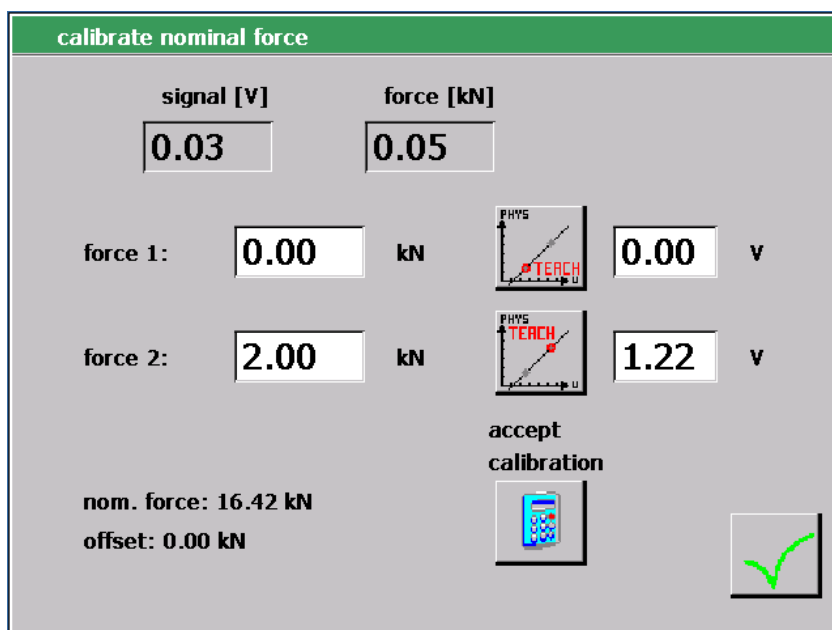 calibrate nominal force
signal [V] force [kN]
0.03 0.05
force 1: 0.00 kN PHYS TEACH U 0.00 V
force 2: 2.00 kN PHYS TEACH U 1.22 V
accept
calibration
nom. force: 16.42 kN
offset: 0.00 kN